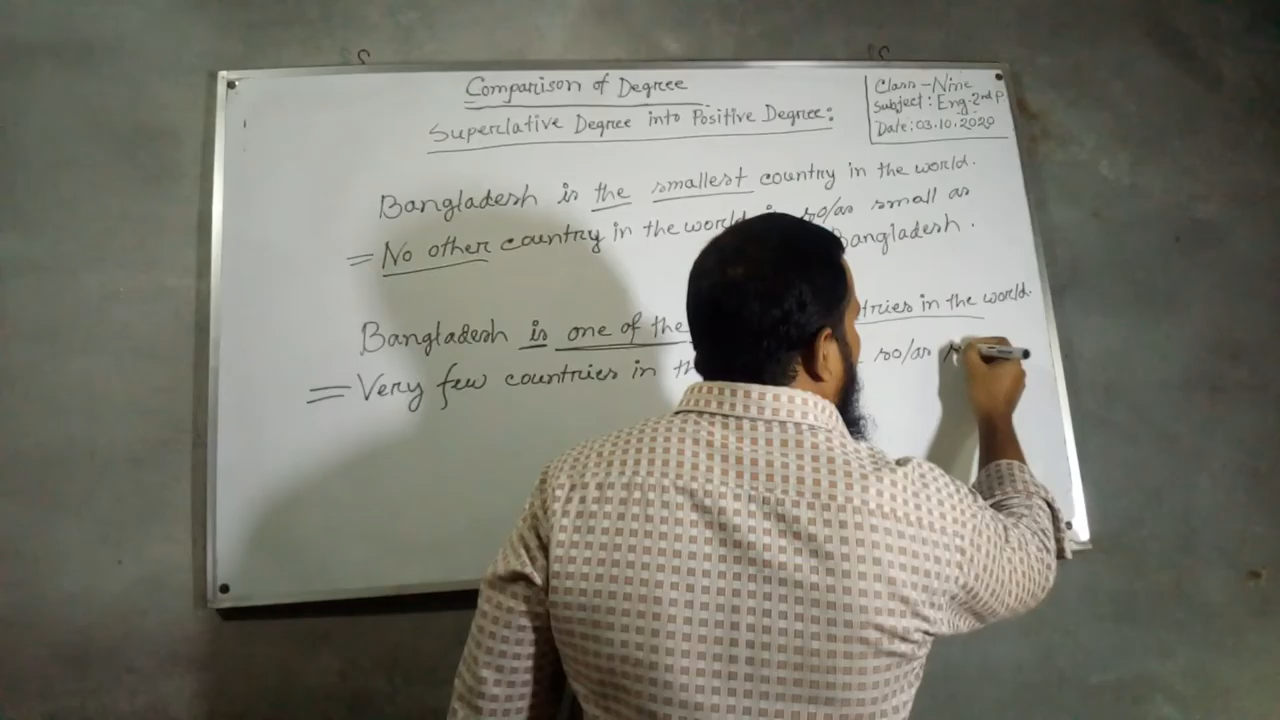 Comparison of Degree
Superlative Degree into Positive Degree:
Class-Nine
Subject: Eng-2nd P
Date: 03.10.2020
Bangladesh is the smallest country in the world.
= No other country in the world is so/as small as
Bangladesh.
Bangladesh is one of the tries in the world.
= Very few countries in so/as